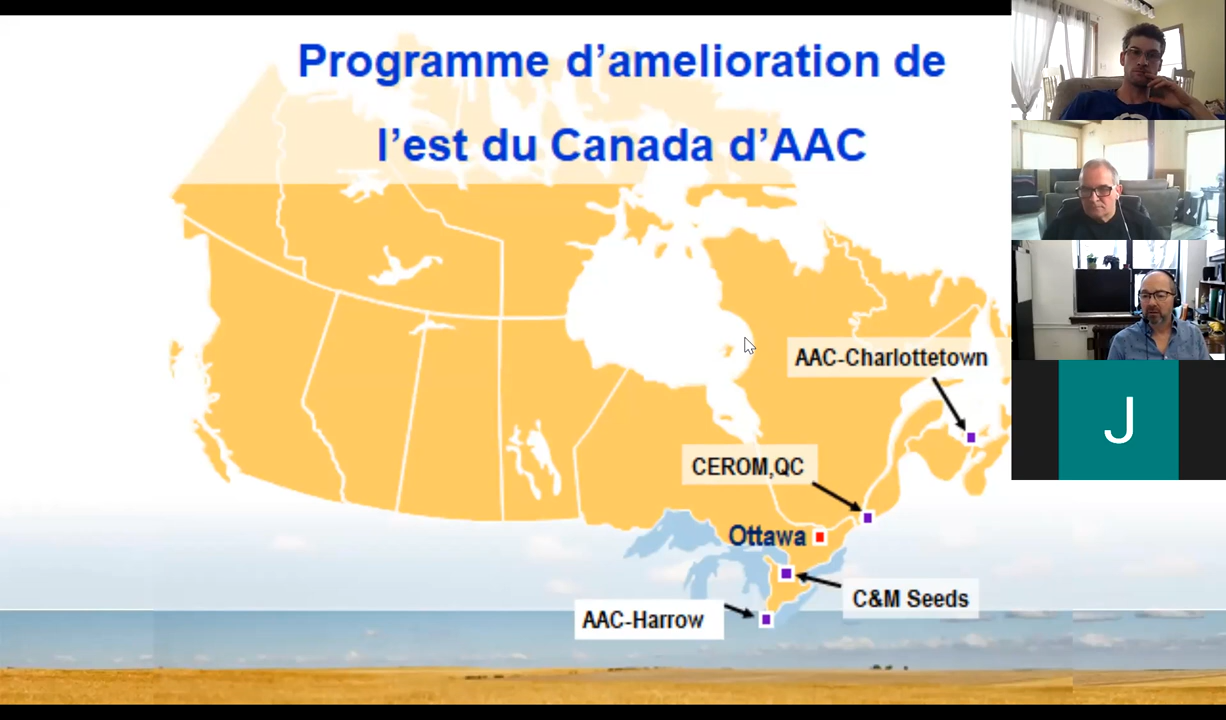 Programme d’amelioration de
l’est du Canada d’AAC
AAC-Charlottetown
CEROM,QC
Ottawa
C&M Seeds
AAC-Harrow
J